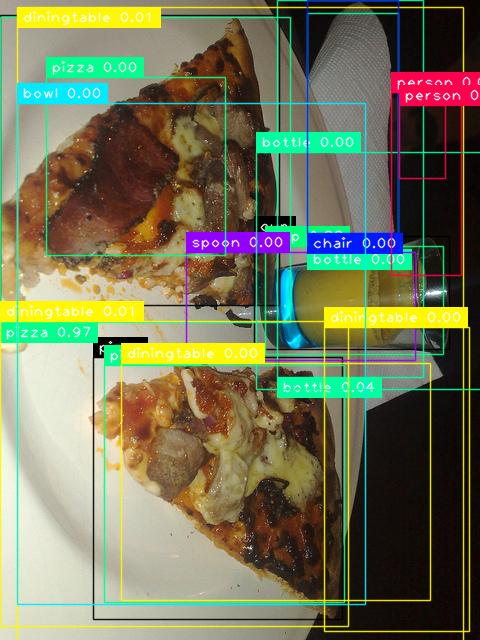 diningtable 0.01
pizza 0.00
person 0.0
bowl 0.00
person 0.0
bottle 0.00
spoon 0.00
chair 0.00
bottle 0.00
diningtable 0.01
diningtable 0.00
pizza 0.97
diningtable 0.00
bottle 0.04